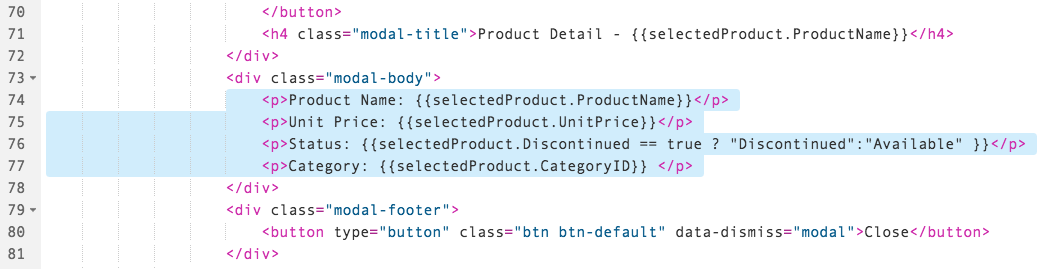 70 </button>
71 <h4 class="modal-title">Product Detail - {{selectedProduct.ProductName}}</h4>
72 </div>
73 <div class="modal-body">
74 <p>Product Name: {{selectedProduct.ProductName}}</p>
75 <p>Unit Price: {{selectedProduct.UnitPrice}}</p>
76 <p>Status: {{selectedProduct.Discontinued == true ? "Discontinued":"Available" }}</p>
77 <p>Category: {{selectedProduct.CategoryID}} </p>
78 </div>
79 <div class="modal-footer">
80 <button type="button" class="btn btn-default" data-dismiss="modal">Close</button>
81 </div>